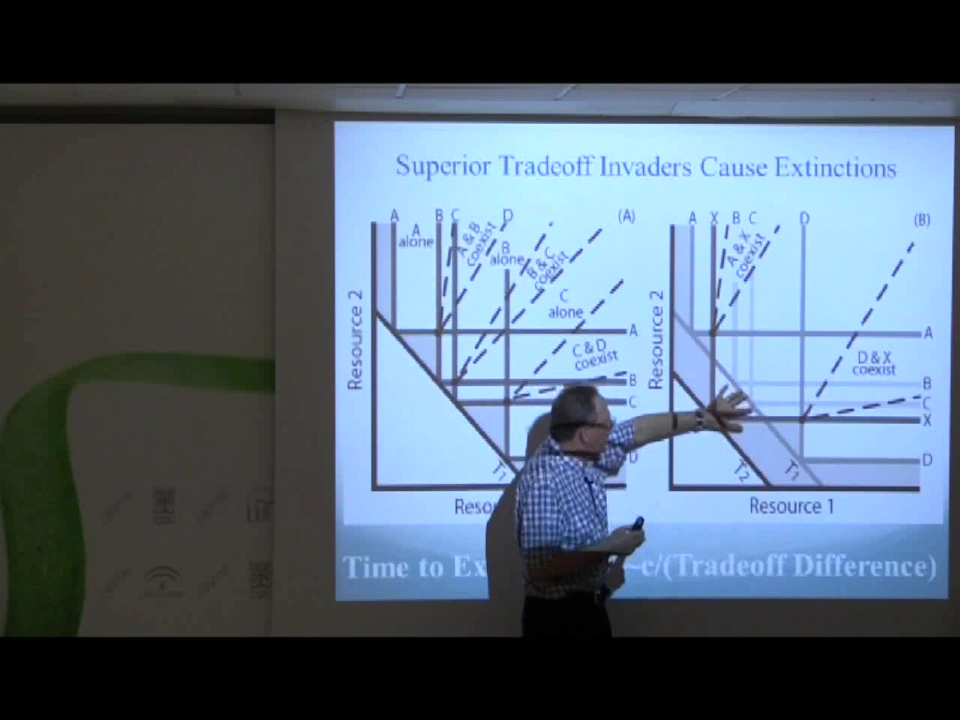 Superior Tradeoff Invaders Cause Extinctions
A B C D (A)
A alone
A & B coexist
B alone
B & C coexist
C alone
C & D coexist
A
B
C
D
T1
Resource 2
A X B C D (B)
A & X coexist
D & X coexist
A
B
C
X
D
T2 T1
Resource 2
Resource 1
Time to Ex ~c/(Tradeoff Difference)